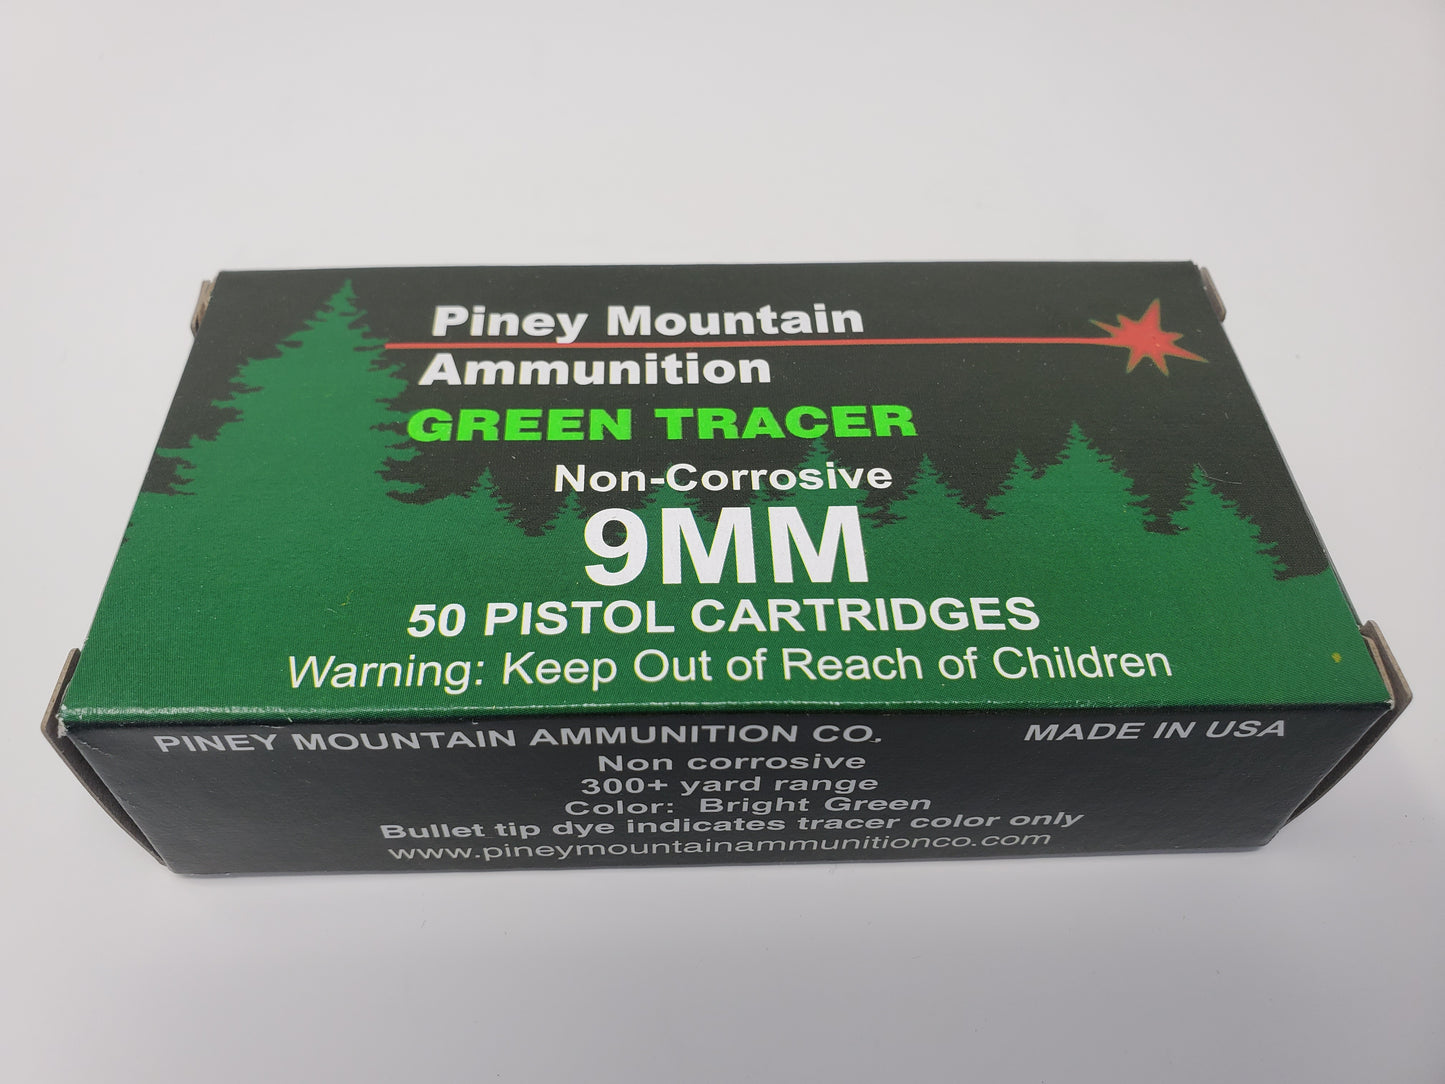 Piney Mountain
Ammunition
GREEN TRACER
Non-Corrosive
9MM
50 PISTOL CARTRIDGES
Warning: Keep Out of Reach of Children
PINEY MOUNTAIN AMMUNITION CO. MADE IN USA
Non corrosive
300+ yard range
Color: Bright Green
Bullet tip dye indicates tracer color only
www.pineymountainammunitionco.com